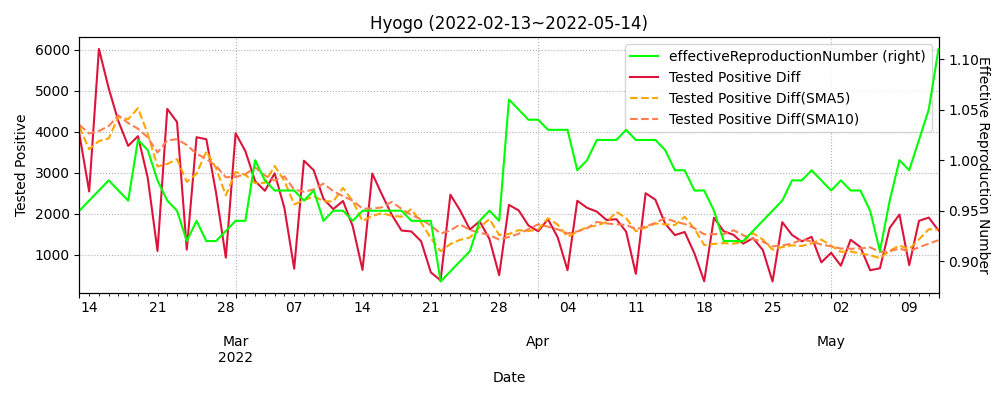 Hyogo (2022-02-13~2022-05-14)
effectiveReproductionNumber (right)
Tested Positive Diff
Tested Positive Diff(SMA5)
Tested Positive Diff(SMA10)
Tested Positive
6000
5000
4000
3000
2000
1000
Effective Reproduction Number
1.10
1.05
1.00
0.95
0.90
14 21 28 07 14 21 28 04 11 18 25 02 09
Mar Apr May
2022
Date